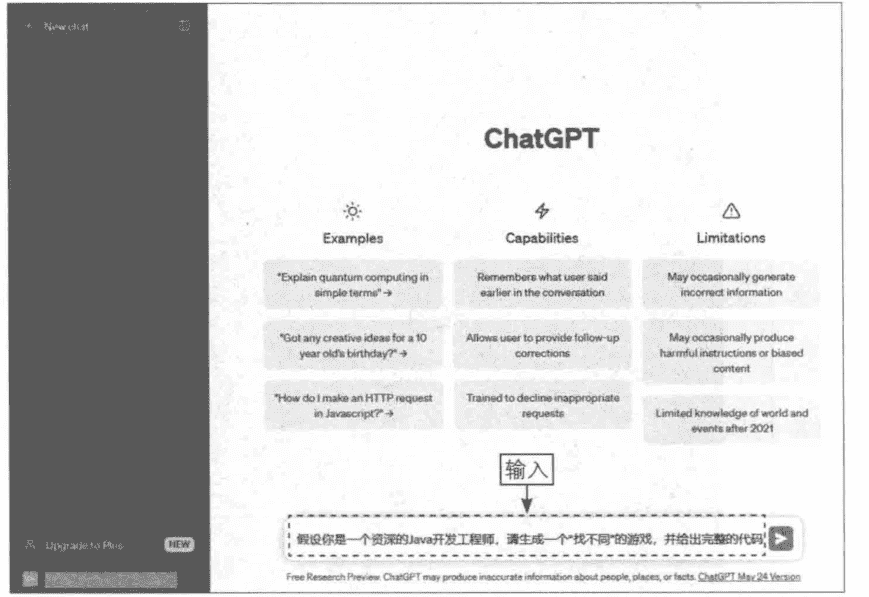 New chat
ChatGPT
Examples
Capabilities
Limitations
"Explain quantum computing in
simple terms" →
Remembers what user said
earlier in the conversation
May occasionally generate
incorrect information
"Got any creative ideas for a 10
year old's birthday?" →
Allows user to provide follow-up
corrections
May occasionally produce
harmful instructions or biased
content
"How do I make an HTTP request
in Javascript?" →
Trained to decline inappropriate
requests
Limited knowledge of world and
events after 2021
输入
假设你是一个资深的Java开发工程师，请生成一个"找不同"的游戏，并给出完整的代码
Upgrade to Plus
NEW
Free Research Preview. ChatGPT may produce inaccurate information about people, places, or facts. ChatGPT May 24 Version